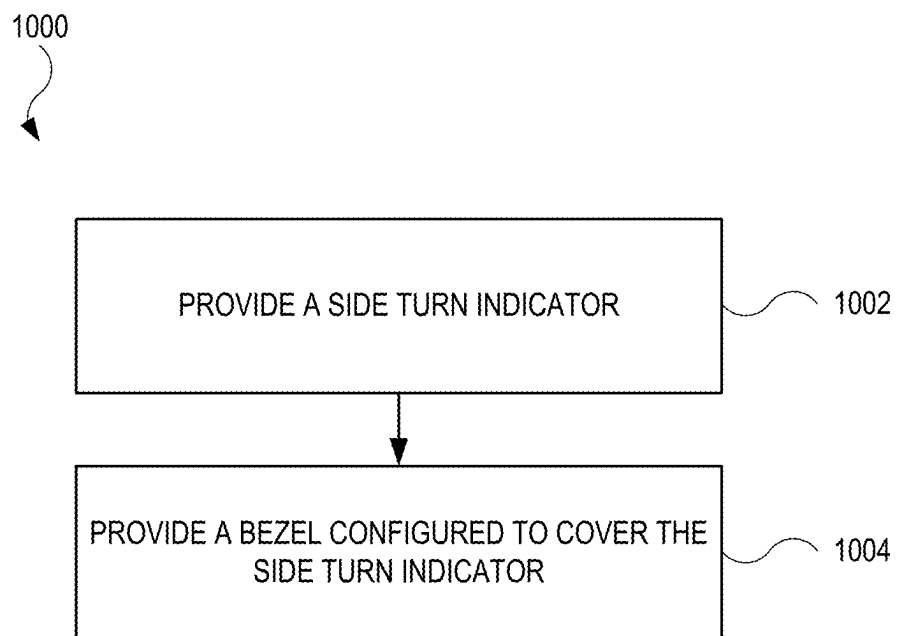 1000
PROVIDE A SIDE TURN INDICATOR
1002
PROVIDE A BEZEL CONFIGURED TO COVER THE
SIDE TURN INDICATOR
1004